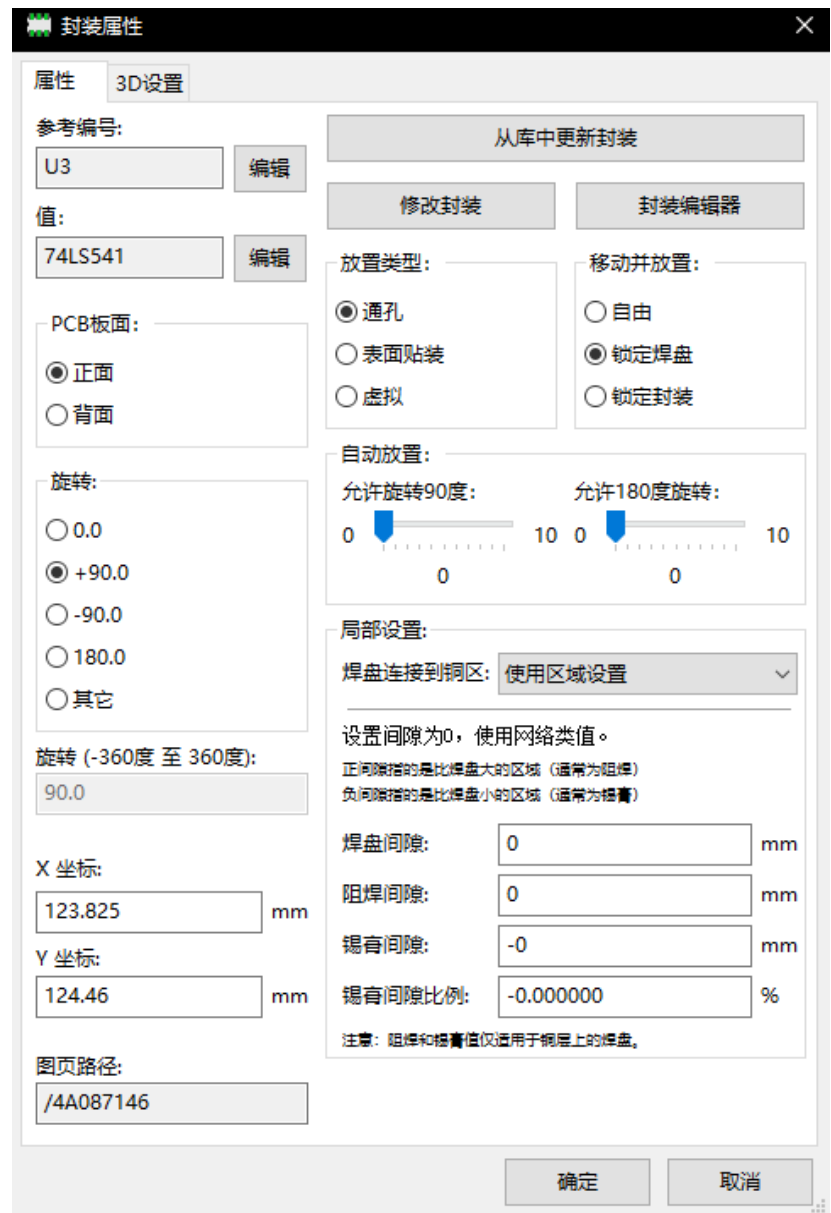 封装属性
属性
3D设置
参考编号:
U3
编辑
值:
74LS541
编辑
PCB板面:
正面
背面
旋转:
0.0
+90.0
-90.0
180.0
其它
旋转 (-360度 至 360度):
90.0
X 坐标:
123.825 mm
Y 坐标:
124.46 mm
图页路径:
/4A087146
从库中更新封装
修改封装
封装编辑器
放置类型:
通孔
表面贴装
虚拟
移动并放置:
自由
锁定焊盘
锁定封装
自动放置:
允许旋转90度:
0 10
0
允许180度旋转:
0 10
0
局部设置:
焊盘连接到铜区: 使用区域设置
设置间隙为0，使用网络类值。
正间隙指的是比焊盘大的区域（通常为阻焊）
负间隙指的是比焊盘小的区域（通常为锡膏）
焊盘间隙: 0 mm
阻焊间隙: 0 mm
锡膏间隙: -0 mm
锡膏间隙比例: -0.000000 %
注意：阻焊和锡膏值仅适用于铜层上的焊盘。
确定
取消